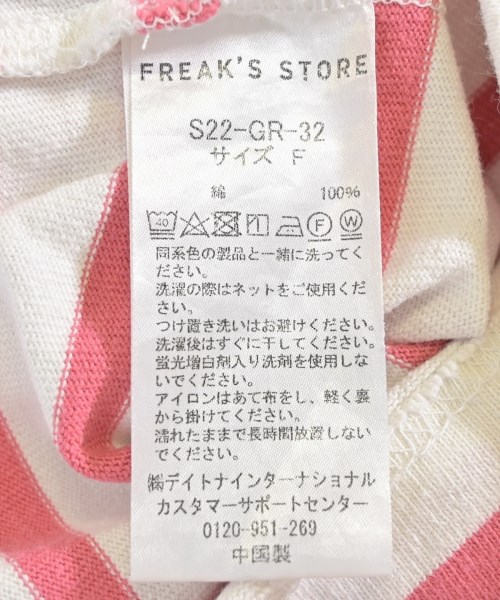 FREAK'S STORE
S22-GR-32
サイズ F
綿 100%
40 F W
同系色の製品と一緒に洗ってく
ださい。
洗濯の際はネットをご使用くだ
さい。
つけ置き洗いはお避けください。
洗濯後はすぐに干してください。
蛍光増白剤入り洗剤を使用しな
いでください。
アイロンはあて布をし、軽く裏
から掛けてください。
濡れたままで長時間放置しない
でください。
㈱デイトナインターナショナル
カスタマーサポートセンター
0120-951-269
中国製